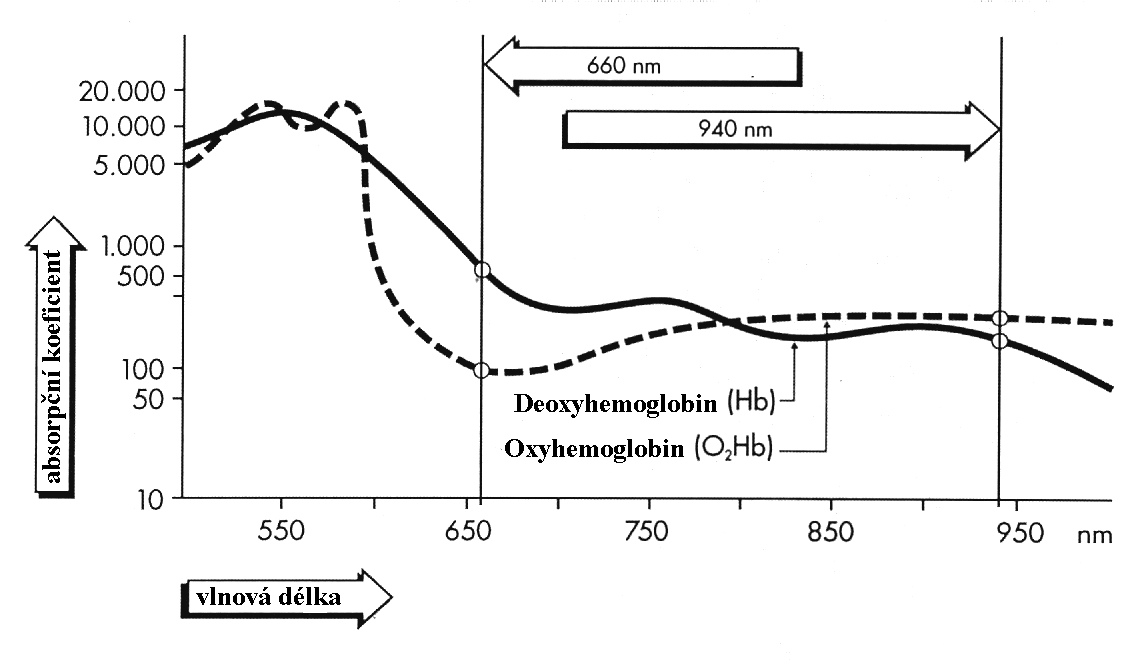 660 nm
940 nm
20.000
10.000
5.000
1.000
500
100
50
10
absorpční koeficient
Deoxyhemoglobin (Hb)
Oxyhemoglobin (O₂Hb)
550 650 750 850 950 nm
vlnová délka